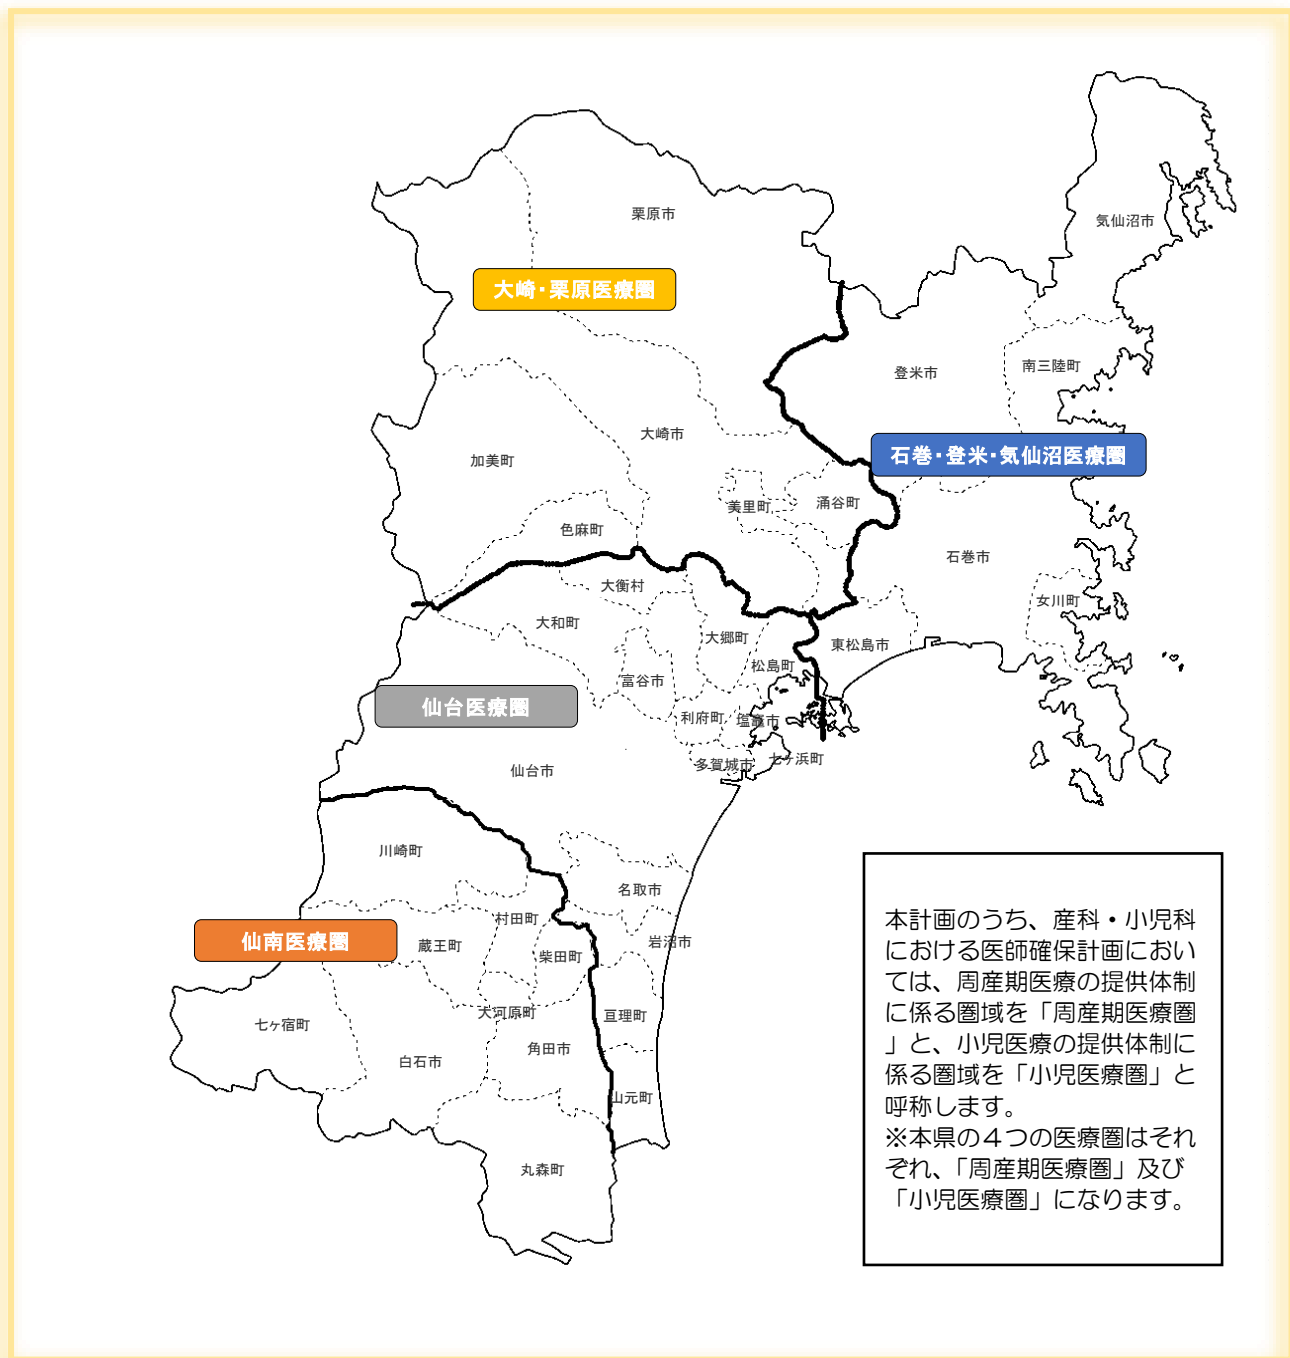 栗原市
気仙沼市
大崎・栗原医療圏
登米市
南三陸町
大崎市
加美町
石巻・登米・気仙沼医療圏
美里町
涌谷町
色麻町
石巻市
大衡村
女川町
大和町
大郷町
東松島市
松島町
富谷市
仙台医療圏
利府町
塩竈市
七ヶ浜町
多賀城市
仙台市
川崎町
名取市
村田町
岩沼市
仙南医療圏
蔵王町
柴田町
大河原町
亘理町
七ヶ宿町
角田市
白石市
山元町
丸森町
本計画のうち、産科・小児科
における医師確保計画におい
ては、周産期医療の提供体制
に係る圏域を「周産期医療圏
」と、小児医療の提供体制に
係る圏域を「小児医療圏」と
呼称します。
※本県の４つの医療圏はそれ
ぞれ、「周産期医療圏」及び
「小児医療圏」になります。